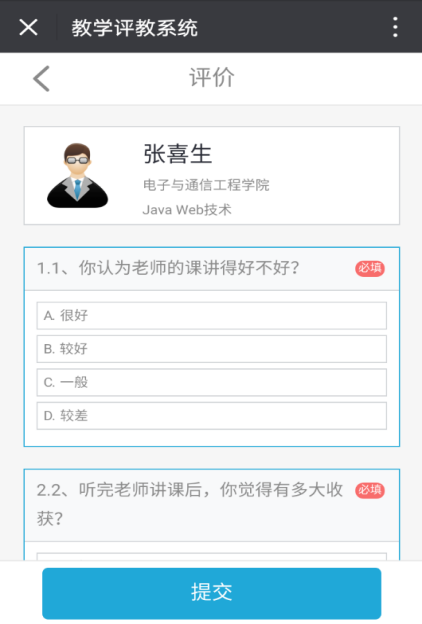 教学评教系统
评价
张喜生
电子与通信工程学院
Java Web技术
1.1、你认为老师的课讲得好不好？
必填
A. 很好
B. 较好
C. 一般
D. 较差
2.2、听完老师讲课后，你觉得有多大收
必填
获？
提交